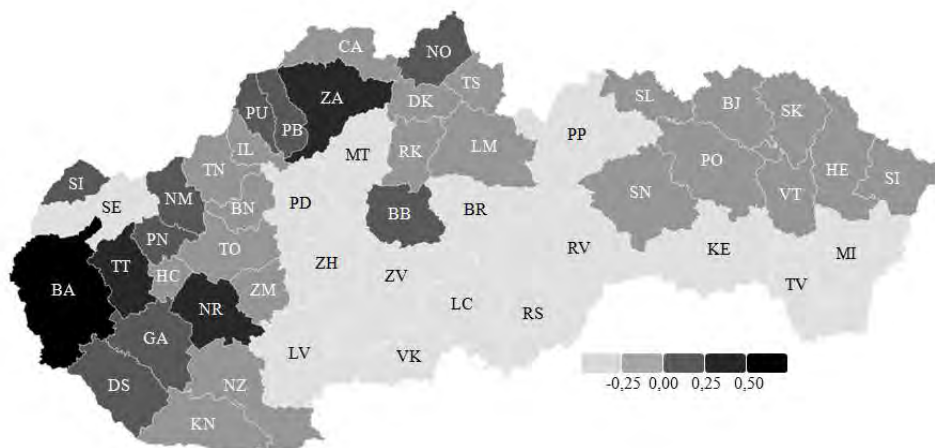 CA
NO
TS
ZA
DK
PU
PB
SL
BJ
SK
PP
IL
MT
RK
LM
TN
PO
HE
SI
SI
SE
NM
PD
BN
BB
BR
SN
VT
PN
TO
RV
KE
MI
TT
HC
ZH
ZV
BA
ZM
TV
NR
LC
RS
GA
LV
VK
DS
NZ
KN
-0,25 0,00 0,25 0,50